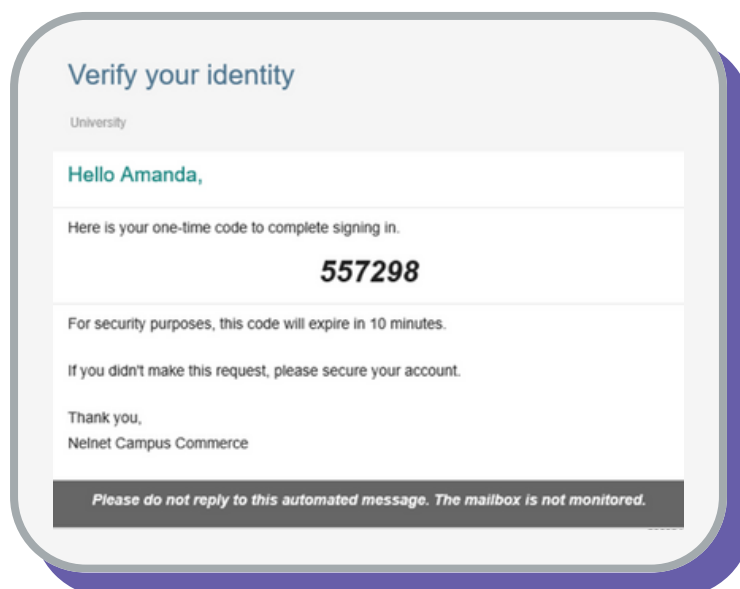 Verify your identity
University
Hello Amanda,
Here is your one-time code to complete signing in.
557298
For security purposes, this code will expire in 10 minutes.
If you didn't make this request, please secure your account.
Thank you,
Nelnet Campus Commerce
Please do not reply to this automated message. The mailbox is not monitored.